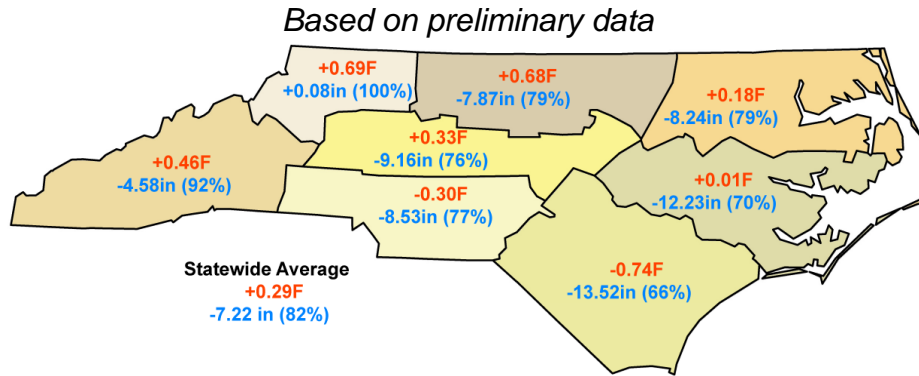 Based on preliminary data
+0.69F
+0.08in (100%)
+0.68F
-7.87in (79%)
+0.18F
-8.24in (79%)
+0.33F
-9.16in (76%)
+0.46F
-4.58in (92%)
+0.01F
-12.23in (70%)
-0.30F
-8.53in (77%)
-0.74F
-13.52in (66%)
Statewide Average
+0.29F
-7.22 in (82%)